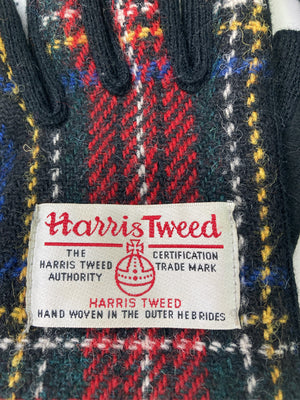 Harris Tweed
THE CERTIFICATION
HARRIS TWEED TRADE MARK
AUTHORITY
HARRIS TWEED
HAND WOVEN IN THE OUTER HEBRIDES